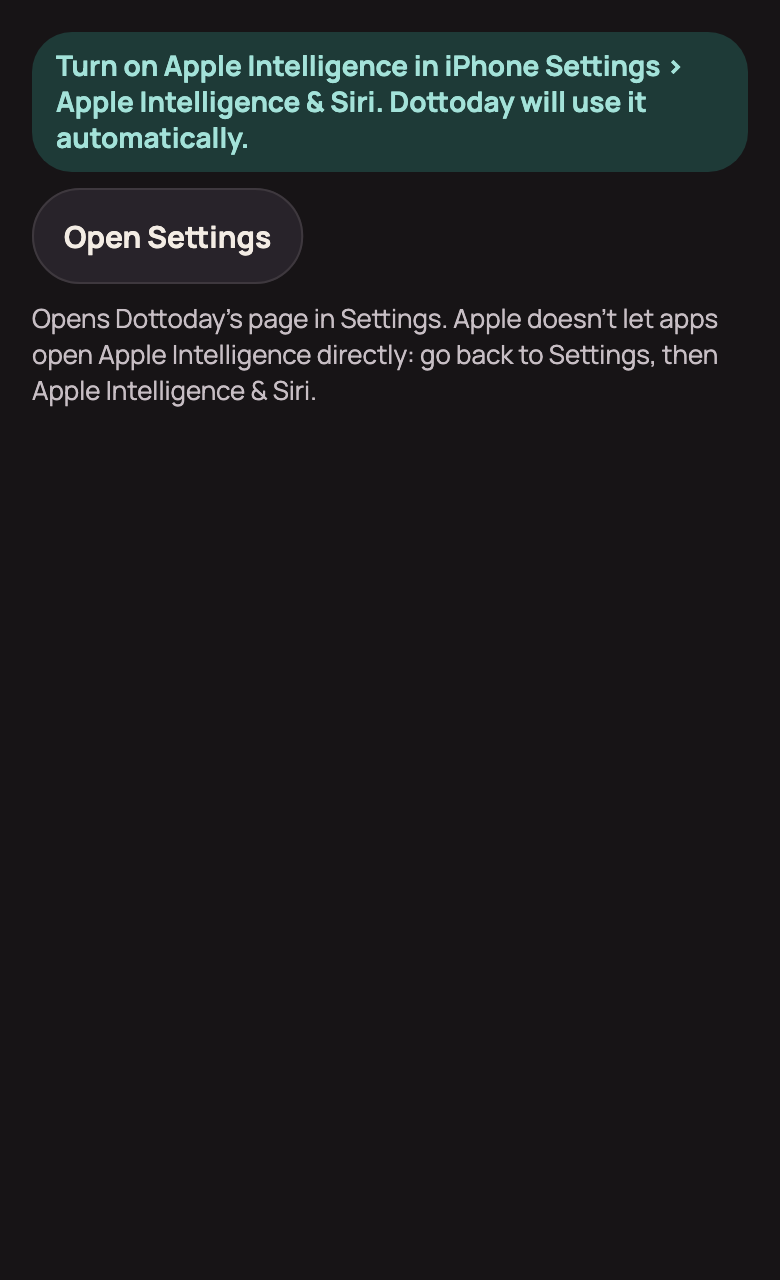 Turn on Apple Intelligence in iPhone Settings ›
Apple Intelligence & Siri. Dottoday will use it
automatically.
Open Settings
Opens Dottoday’s page in Settings. Apple doesn’t let apps
open Apple Intelligence directly: go back to Settings, then
Apple Intelligence & Siri.